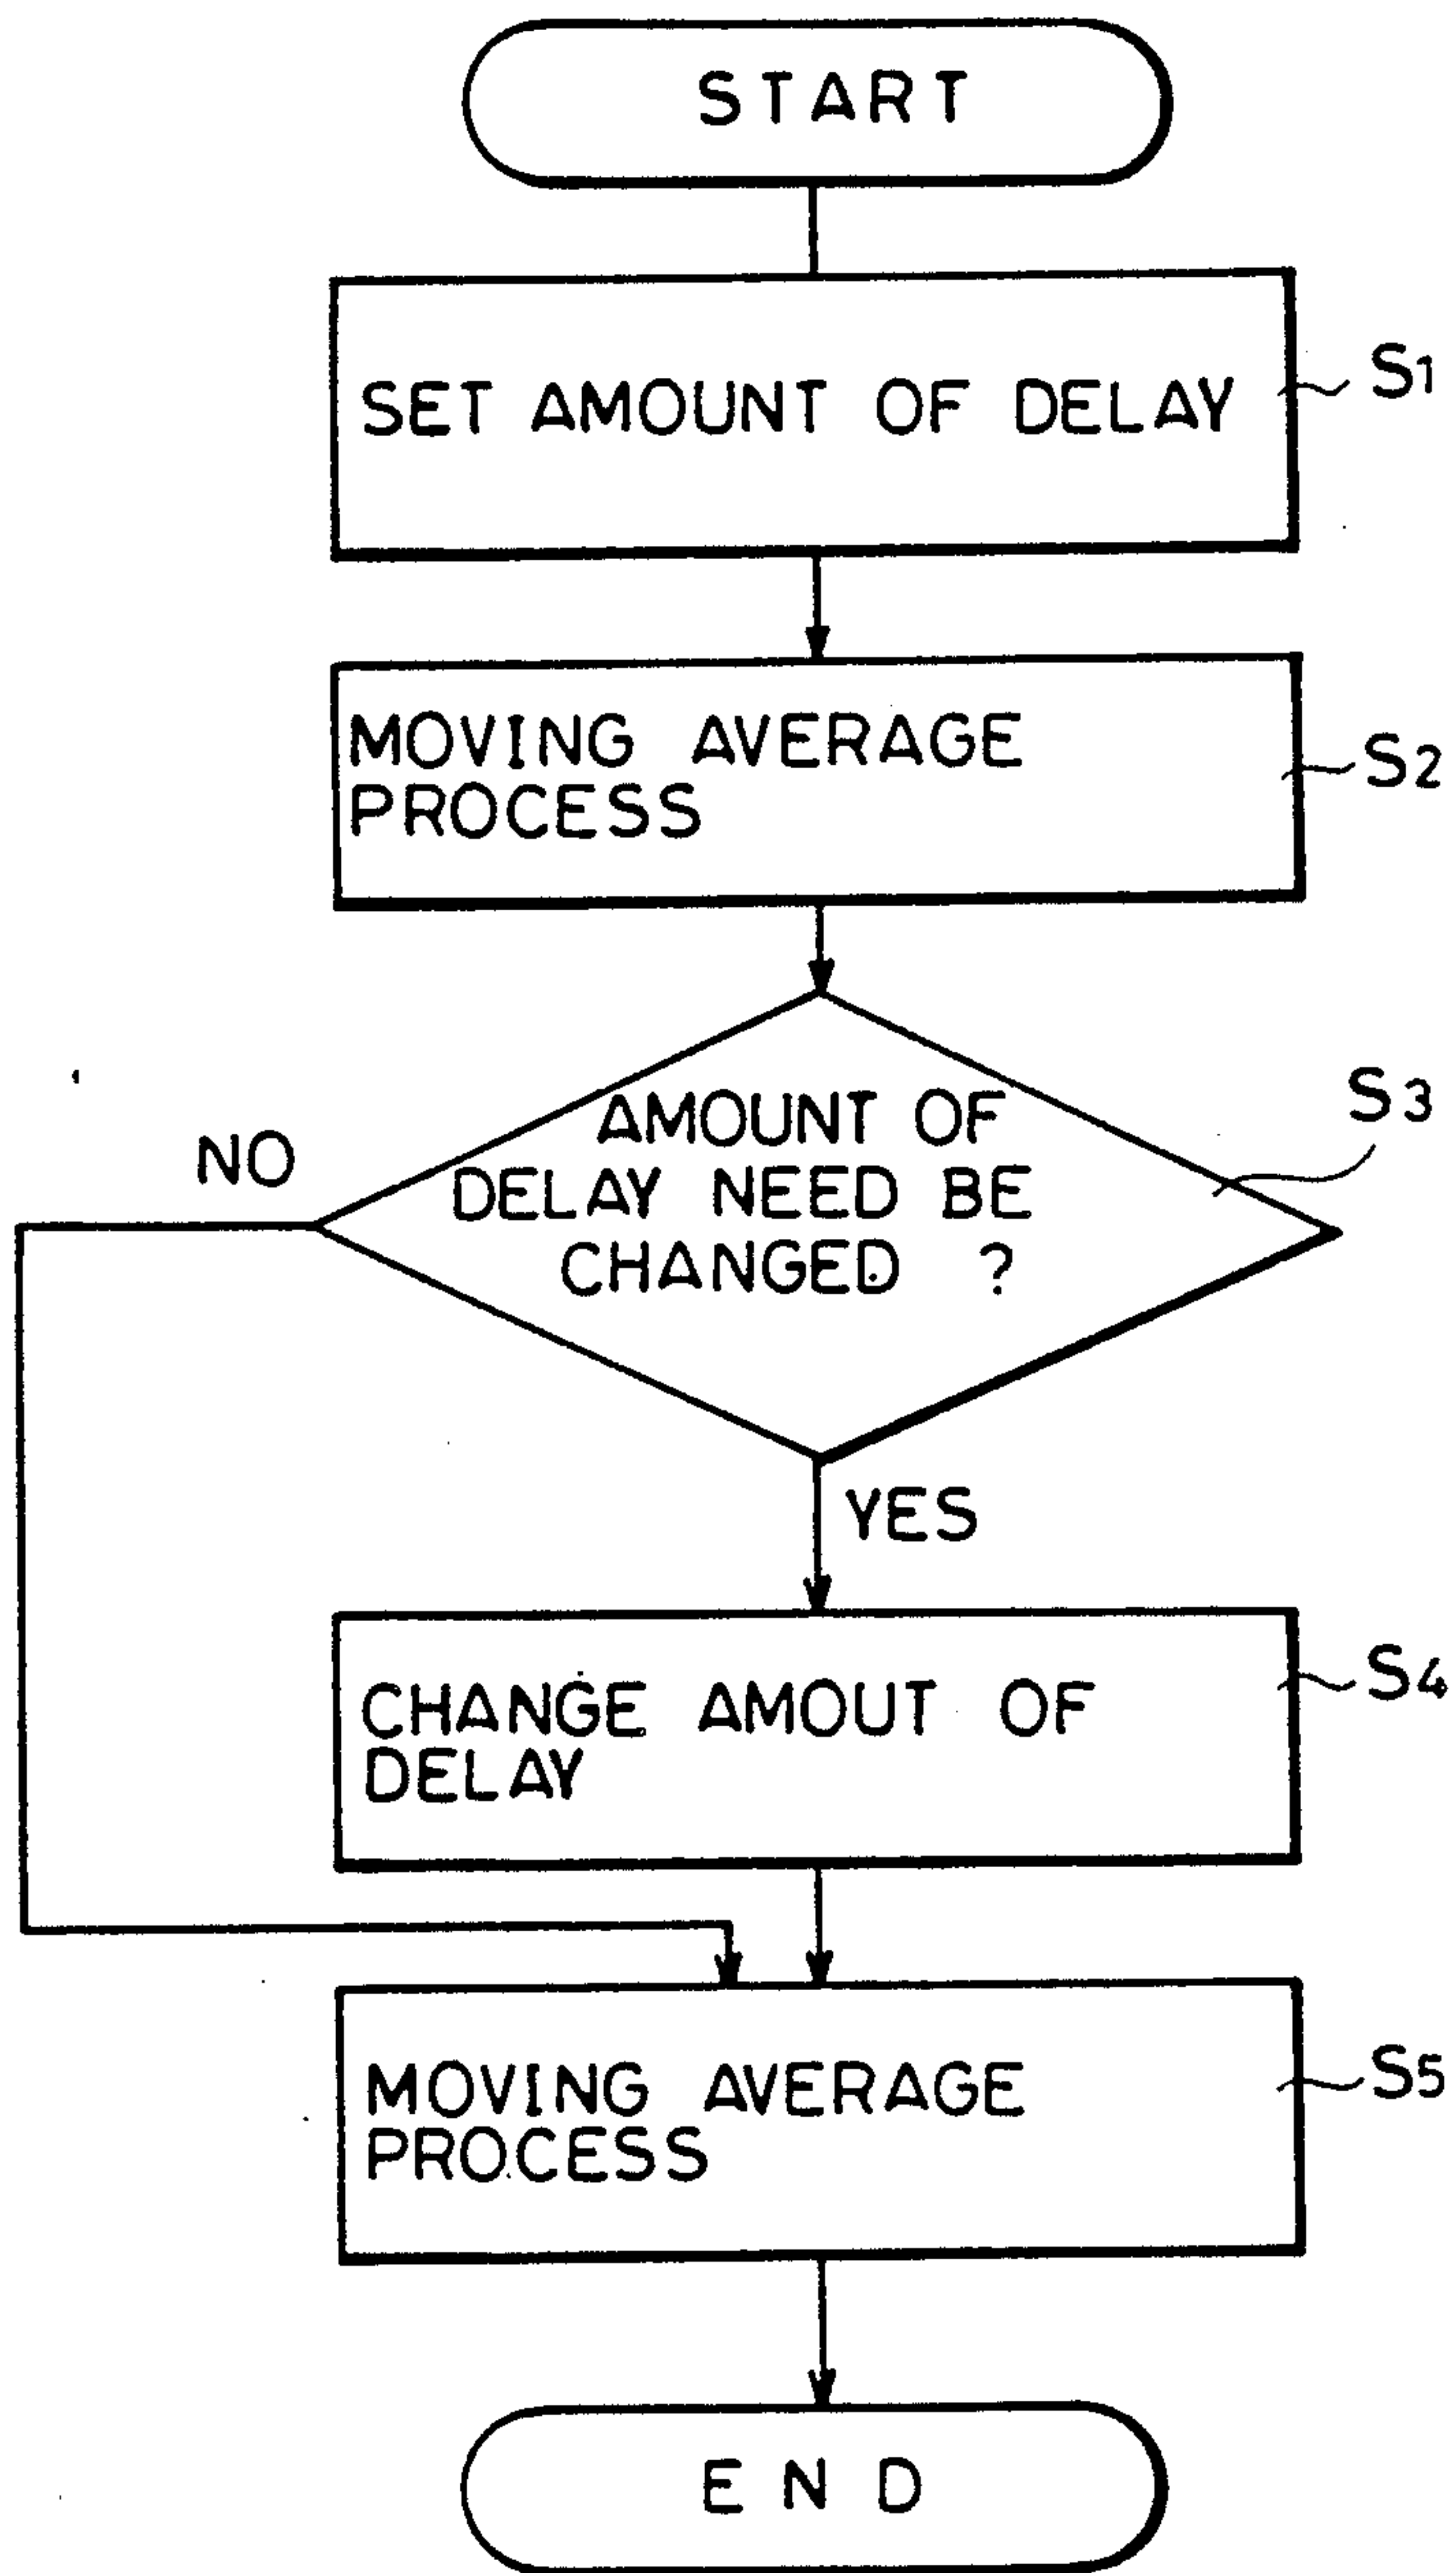 START
SET AMOUNT OF DELAY
S1
MOVING AVERAGE
PROCESS
S2
AMOUNT OF
DELAY NEED BE
CHANGED ?
S3
NO
YES
CHANGE AMOUT OF
DELAY
S4
MOVING AVERAGE
PROCESS
S5
END